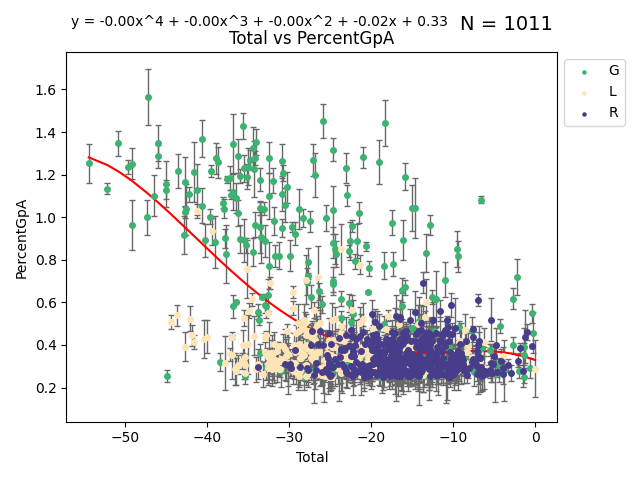 y = -0.00x^4 + -0.00x^3 + -0.00x^2 + -0.02x + 0.33 N = 1011
Total vs PercentGpA
G
L
R
1.6
1.4
1.2
1.0
0.8
0.6
0.4
0.2
PercentGpA
−50 −40 −30 −20 −10 0
Total